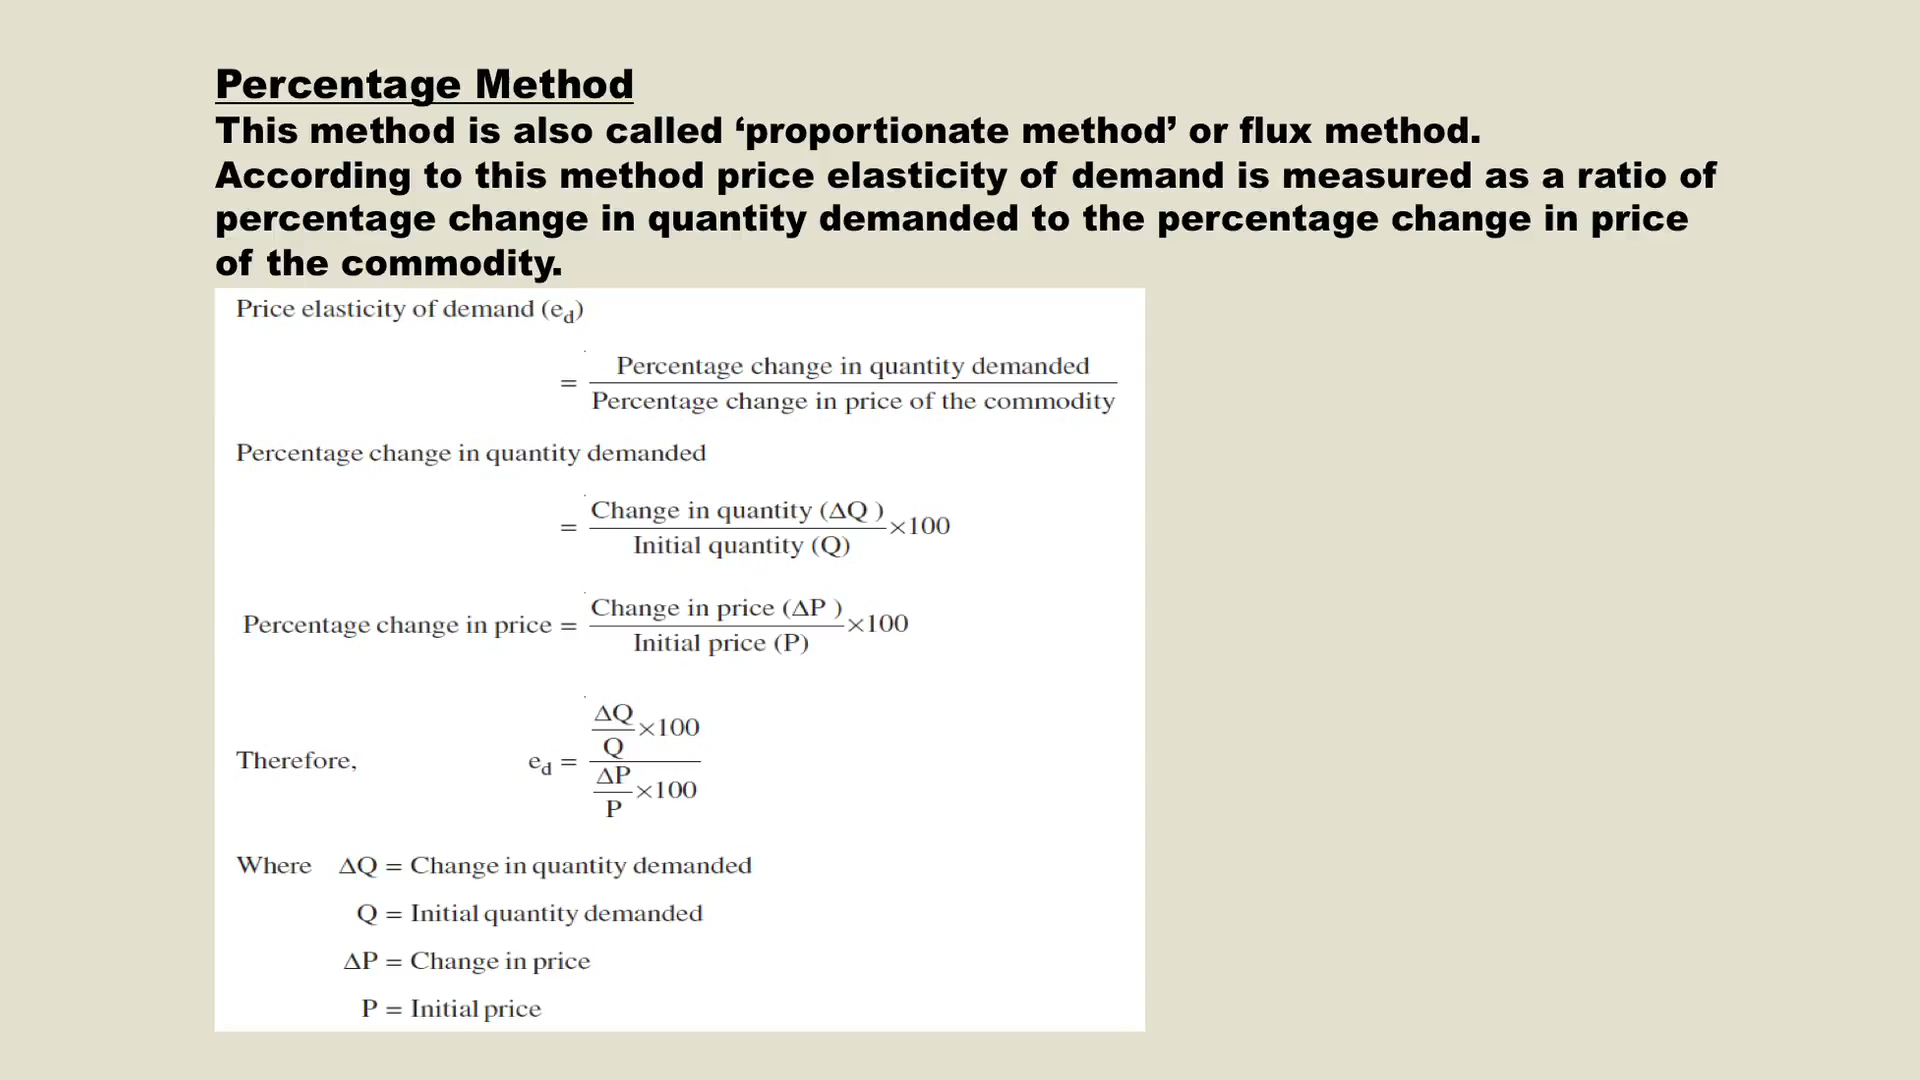 Percentage Method
This method is also called ‘proportionate method’ or flux method.
According to this method price elasticity of demand is measured as a ratio of
percentage change in quantity demanded to the percentage change in price
of the commodity.
Price elasticity of demand (e_d)
= Percentage change in quantity demanded / Percentage change in price of the commodity
Percentage change in quantity demanded
= Change in quantity (ΔQ ) / Initial quantity (Q) ×100
Percentage change in price = Change in price (ΔP ) / Initial price (P) ×100
Therefore, e_d = (ΔQ / Q ×100) / (ΔP / P ×100)
Where ΔQ = Change in quantity demanded
Q = Initial quantity demanded
ΔP = Change in price
P = Initial price